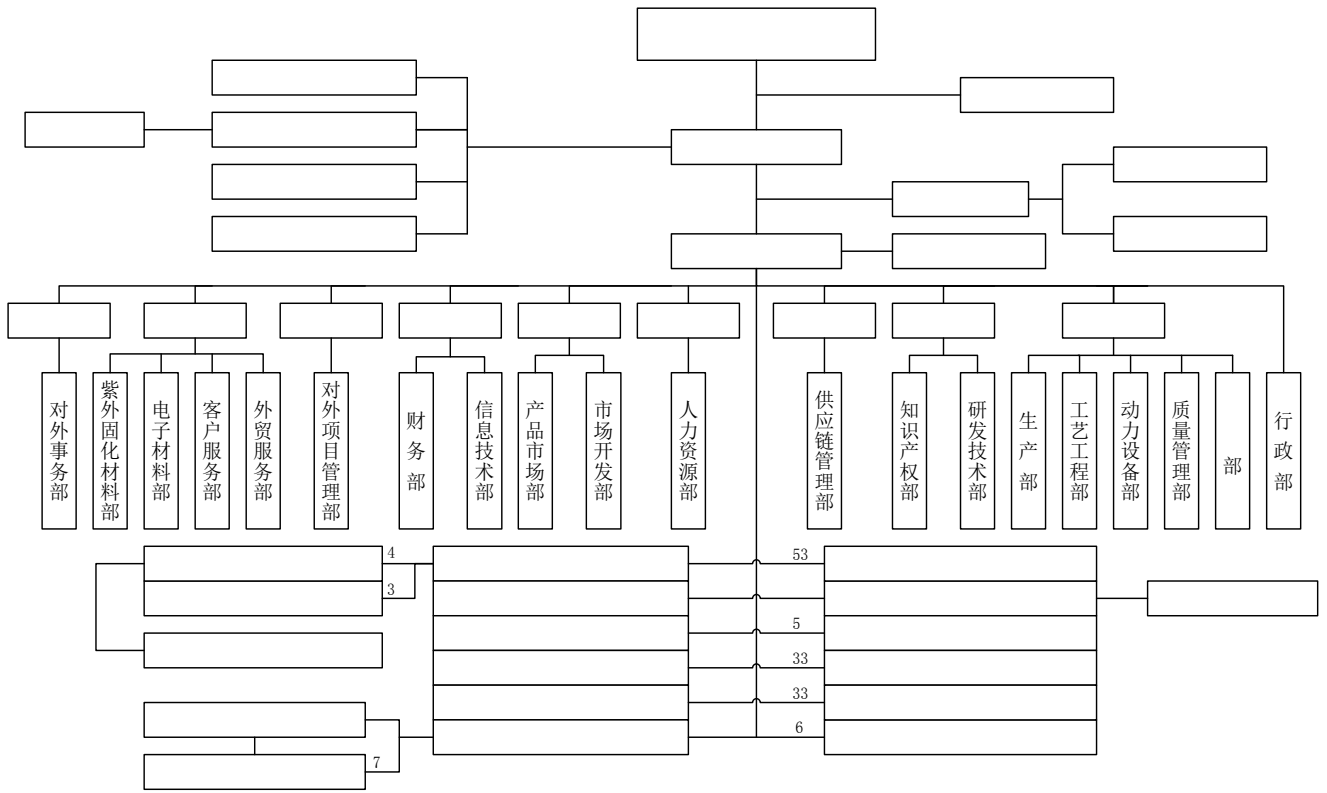 对外事务部
紫外固化材料部
电子材料部
客户服务部
外贸服务部
对外项目管理部
财务部
信息技术部
产品市场部
市场开发部
人力资源部
供应链管理部
知识产权部
研发技术部
生产部
工艺工程部
动力设备部
质量管理部
部
行政部
4
3
53
5
33
33
6
7